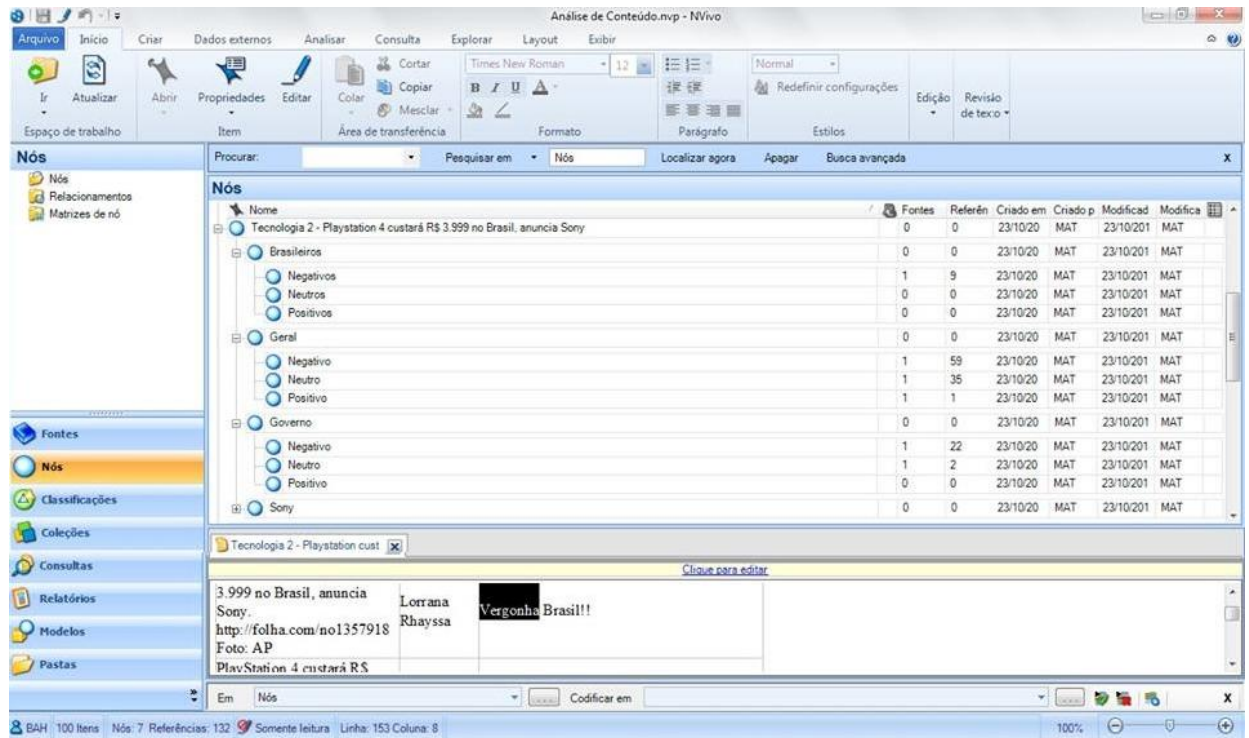 Análise de Conteúdo.nvp - NVivo
Arquivo Início Criar Dados externos Analisar Consulta Explorar Layout Exibir
Cortar Times New Roman 12 Normal
Copiar B I U A Redefinir configurações
Ir Atualizar Abrir Propriedades Editar Colar Mesclar Edição Revisão de texto
Espaço de trabalho Item Área de transferência Formato Parágrafo Estilos
Nós
Nós
Relacionamentos
Matrizes de nó
Procurar: Pesquisar em Nós Localizar agora Apagar Busca avançada X
Nós
Nome Fontes Referên Criado em Criado p Modificad Modifica
Tecnologia 2 - Playstation 4 custará R$ 3.999 no Brasil, anuncia Sony 0 0 23/10/20 MAT 23/10/201 MAT
Brasileiros 0 0 23/10/20 MAT 23/10/201 MAT
Negativos 1 9 23/10/20 MAT 23/10/201 MAT
Neutros 0 0 23/10/20 MAT 23/10/201 MAT
Positivos 0 0 23/10/20 MAT 23/10/201 MAT
Geral 0 0 23/10/20 MAT 23/10/201 MAT
Negativo 1 59 23/10/20 MAT 23/10/201 MAT
Neutro 1 35 23/10/20 MAT 23/10/201 MAT
Positivo 1 1 23/10/20 MAT 23/10/201 MAT
Governo 0 0 23/10/20 MAT 23/10/201 MAT
Negativo 1 22 23/10/20 MAT 23/10/201 MAT
Neutro 1 2 23/10/20 MAT 23/10/201 MAT
Positivo 0 0 23/10/20 MAT 23/10/201 MAT
Sony 0 0 23/10/20 MAT 23/10/201 MAT
Fontes
Nós
Classificações
Coleções
Consultas
Relatórios
Modelos
Pastas
Tecnologia 2 - Playstation cust
Clique para editar
3.999 no Brasil, anuncia
Sony.
http://folha.com/no1357918
Foto: AP
Lorrana
Rhayssa
Vergonha Brasil!!
PlayStation 4 custará R$
Em Nós Codificar em X
BAH 100 Itens Nós: 7 Referências: 132 Somente leitura Linha: 153 Coluna: 8 100%